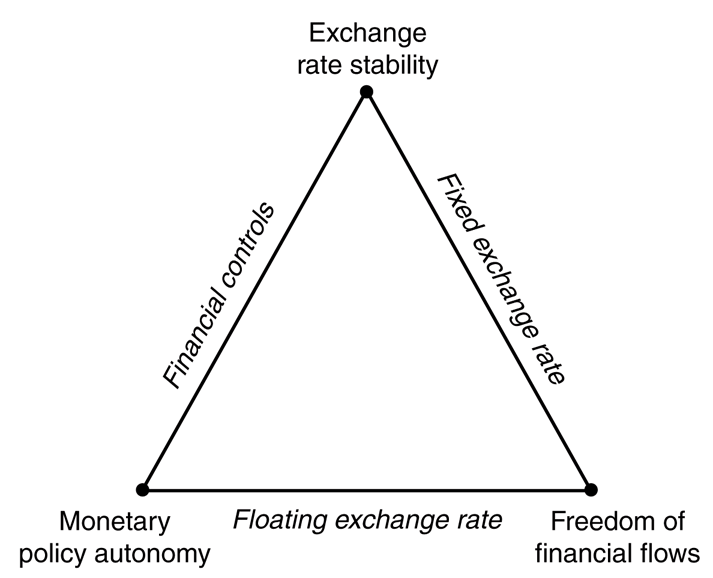 Exchange
rate stability
Financial controls
Fixed exchange rate
Monetary
policy autonomy
Floating exchange rate
Freedom of
financial flows